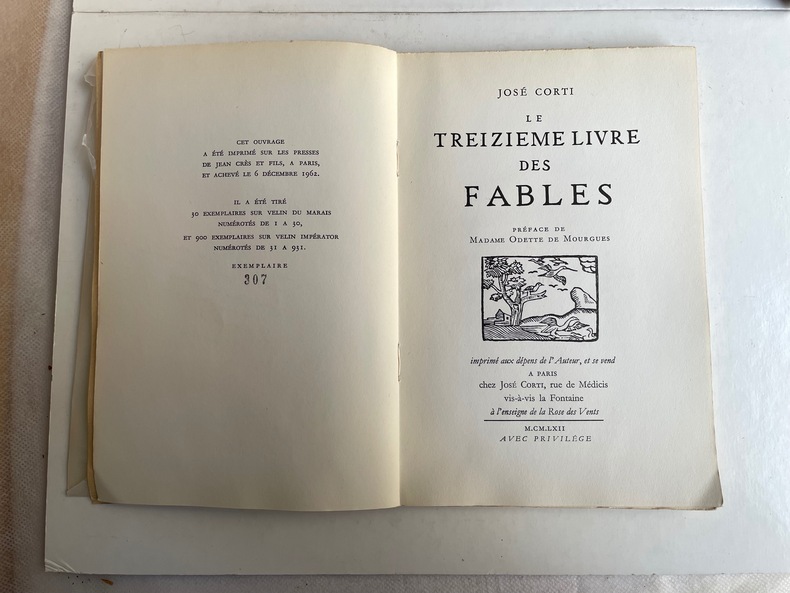 CET OUVRAGE
A ÉTÉ IMPRIMÉ SUR LES PRESSES
DE JEAN CRÈS ET FILS, A PARIS,
ET ACHEVÉ LE 6 DÉCEMBRE 1962.
IL A ÉTÉ TIRÉ
30 EXEMPLAIRES SUR VELIN DU MARAIS
NUMÉROTÉS DE 1 A 30,
ET 900 EXEMPLAIRES SUR VELIN IMPÉRATOR
NUMÉROTÉS DE 31 A 931.
EXEMPLAIRE
307
JOSÉ CORTI
LE
TREIZIEME LIVRE
DES
FABLES
PRÉFACE DE
MADAME ODETTE DE MOURGUES
imprimé aux dépens de l'Auteur, et se vend
A PARIS
chez JOSÉ CORTI, rue de Médicis
vis-à-vis la Fontaine
à l'enseigne de la Rose des Vents
M.CM.LXII
AVEC PRIVILÉGE